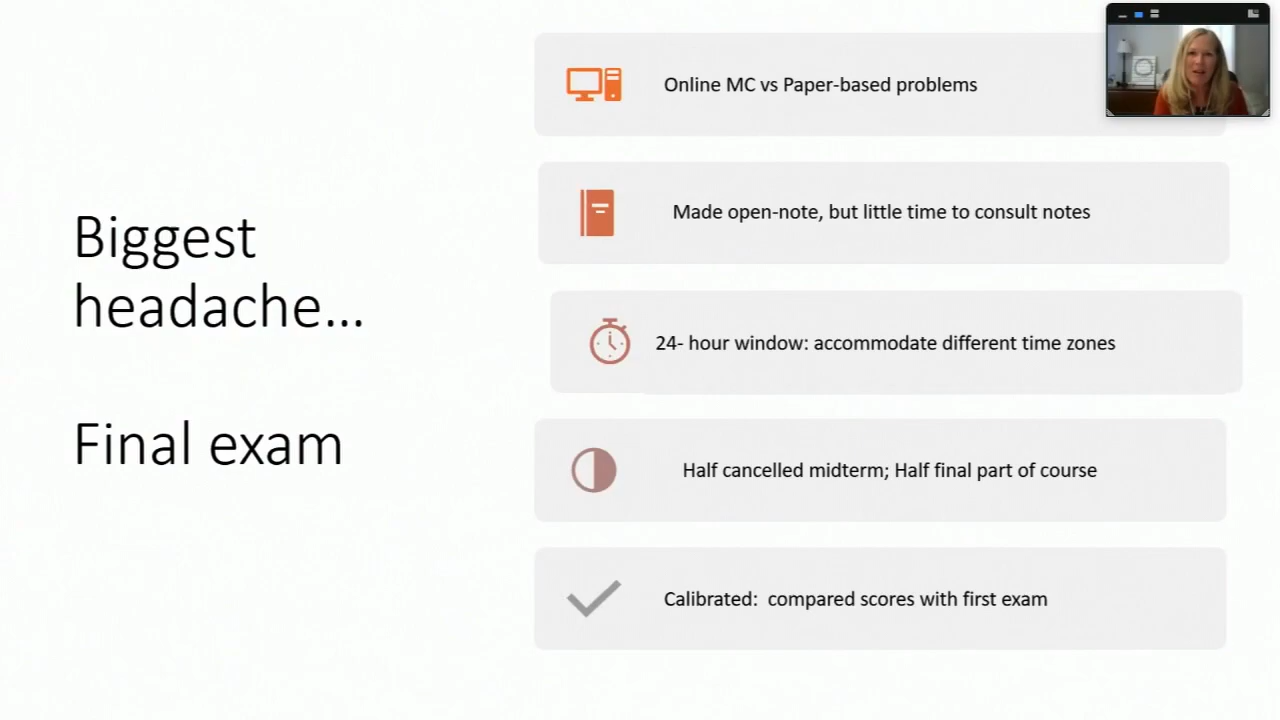 Biggest
headache...
Final exam
Online MC vs Paper-based problems
Made open-note, but little time to consult notes
24- hour window: accommodate different time zones
Half cancelled midterm; Half final part of course
Calibrated:  compared scores with first exam